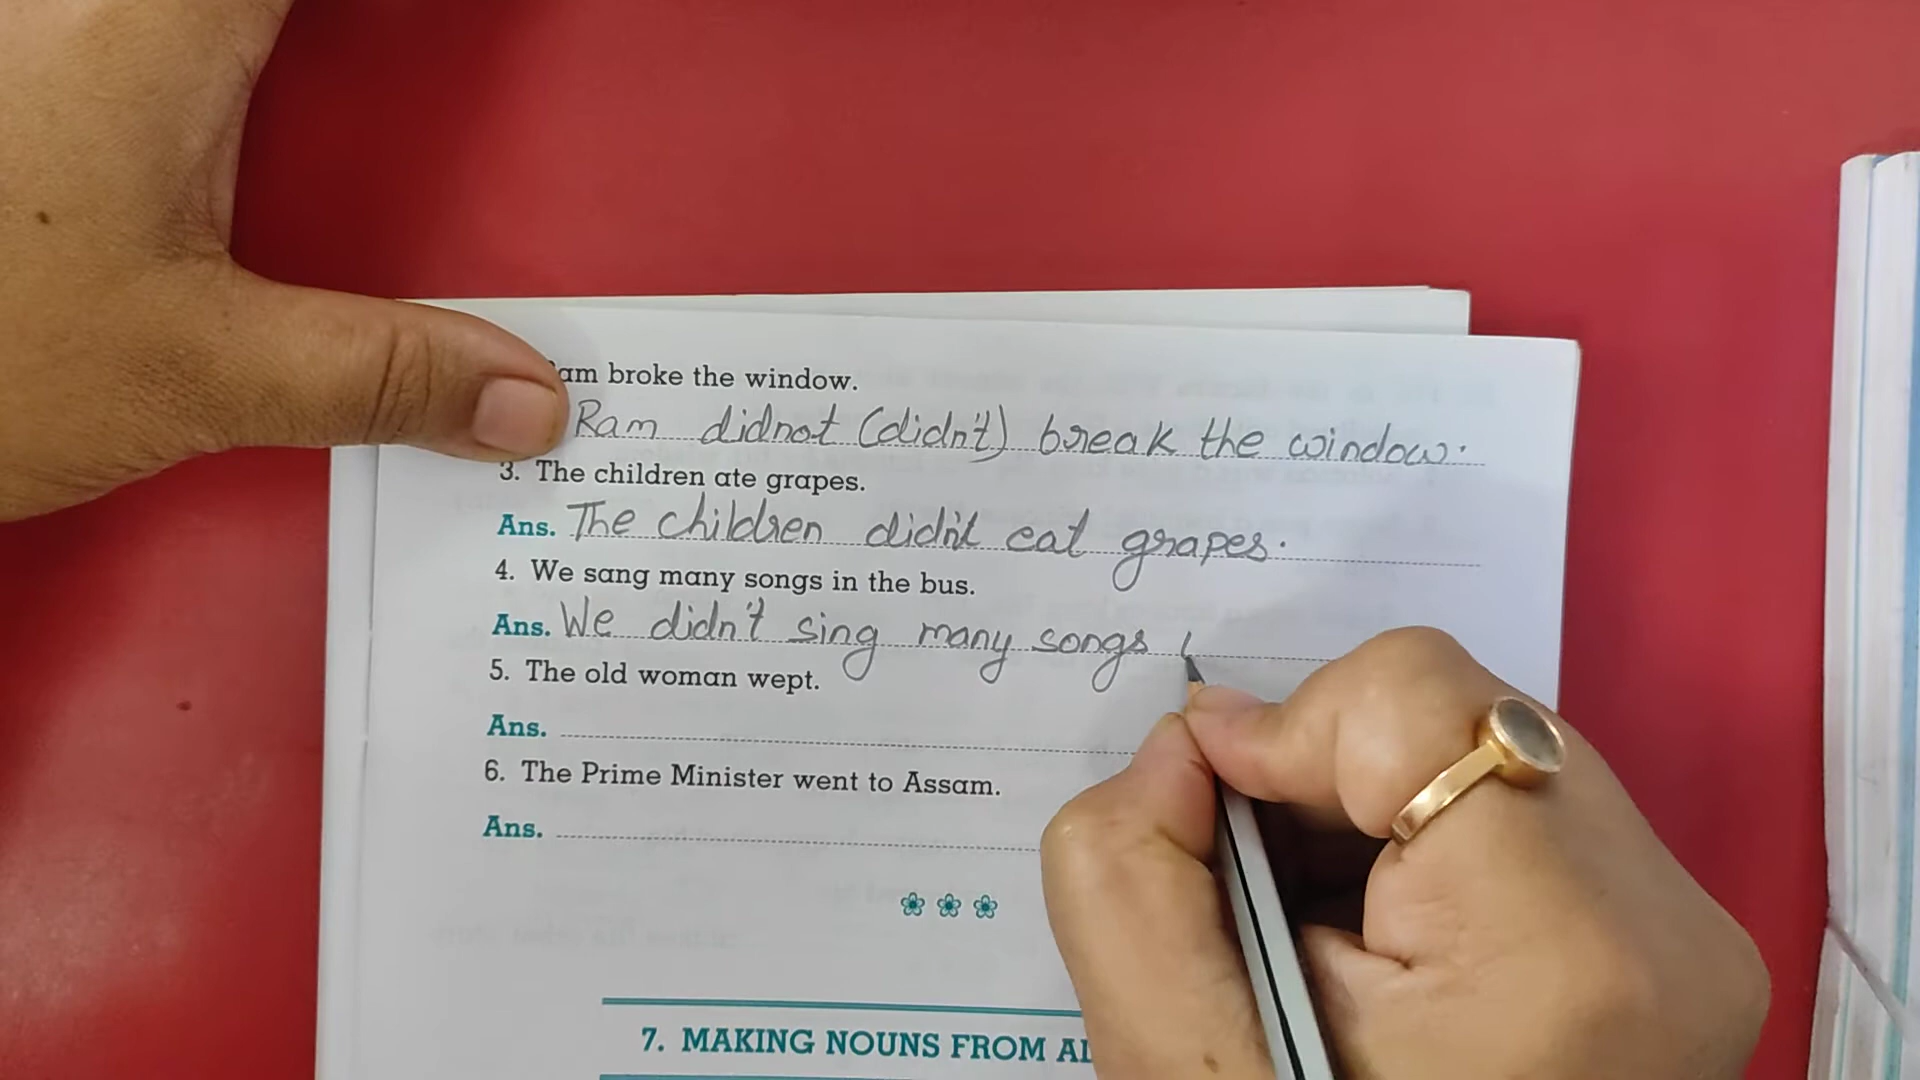 am broke the window.
Ram didnot (didn't) break the window.
3. The children ate grapes.
Ans. The children didn't eat grapes.
4. We sang many songs in the bus.
Ans. We didn't sing many songs
5. The old woman wept.
Ans.
6. The Prime Minister went to Assam.
Ans.
7. MAKING NOUNS FROM